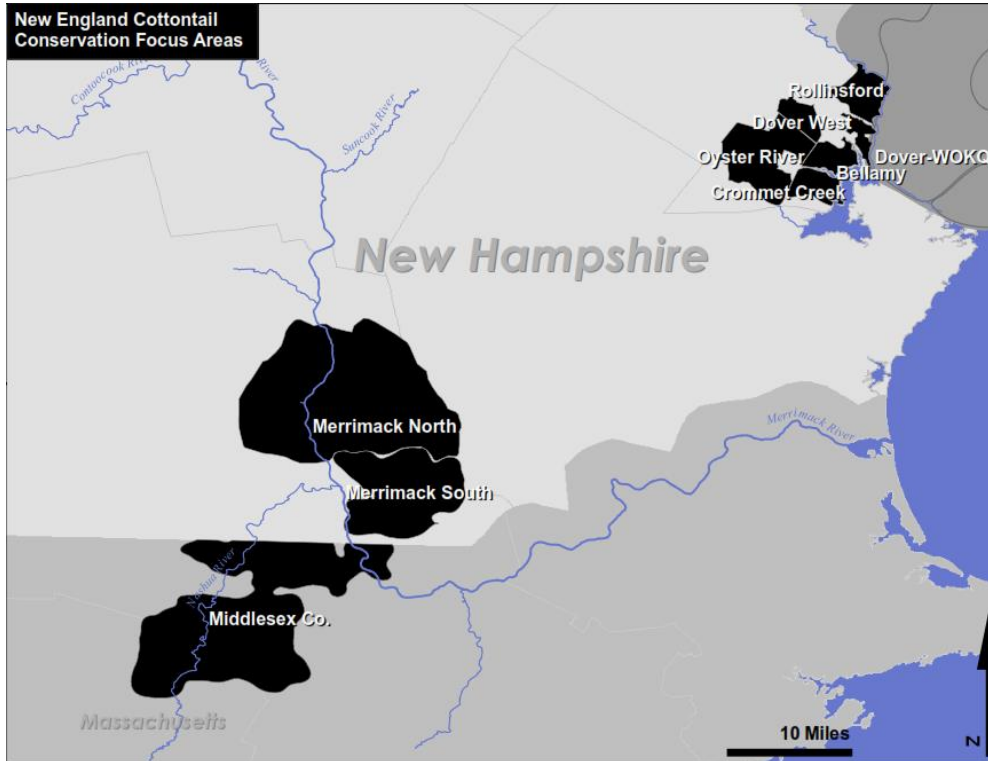 New England Cottontail
Conservation Focus Areas
Contoocook River
River
Suncook River
Rollinsford
Dover West
Oyster River
Dover-WOKQ
Bellamy
Crommet Creek
New Hampshire
Merrimack North
Merrimack River
Merrimack South
Nashua River
Middlesex Co.
Massachusetts
10 Miles
N